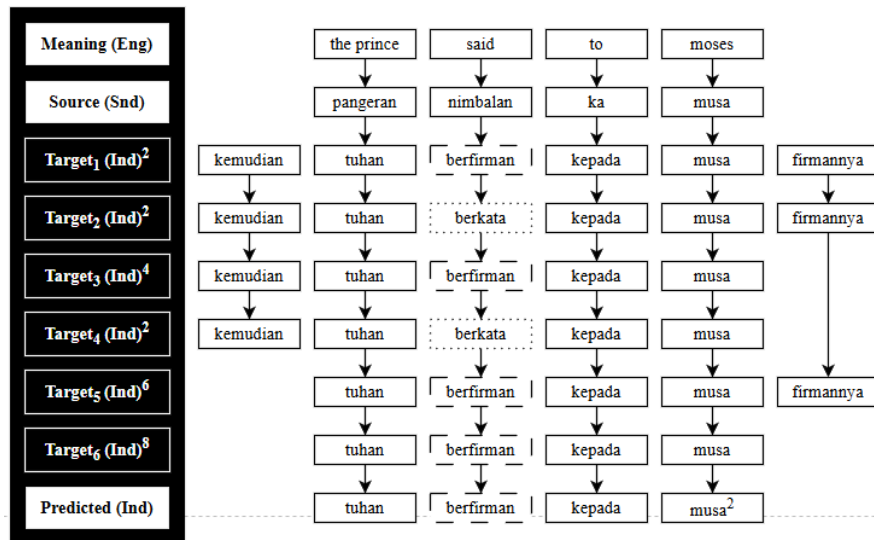 Meaning (Eng) the prince said to moses
Source (Snd) pangeran nimbalan ka musa
Target₁ (Ind)² kemudian tuhan berfirman kepada musa firmannya
Target₂ (Ind)² kemudian tuhan berkata kepada musa firmannya
Target₃ (Ind)⁴ kemudian tuhan berfirman kepada musa
Target₄ (Ind)² kemudian tuhan berkata kepada musa
Target₅ (Ind)⁶ tuhan berfirman kepada musa firmannya
Target₆ (Ind)⁸ tuhan berfirman kepada musa
Predicted (Ind) tuhan berfirman kepada musa²